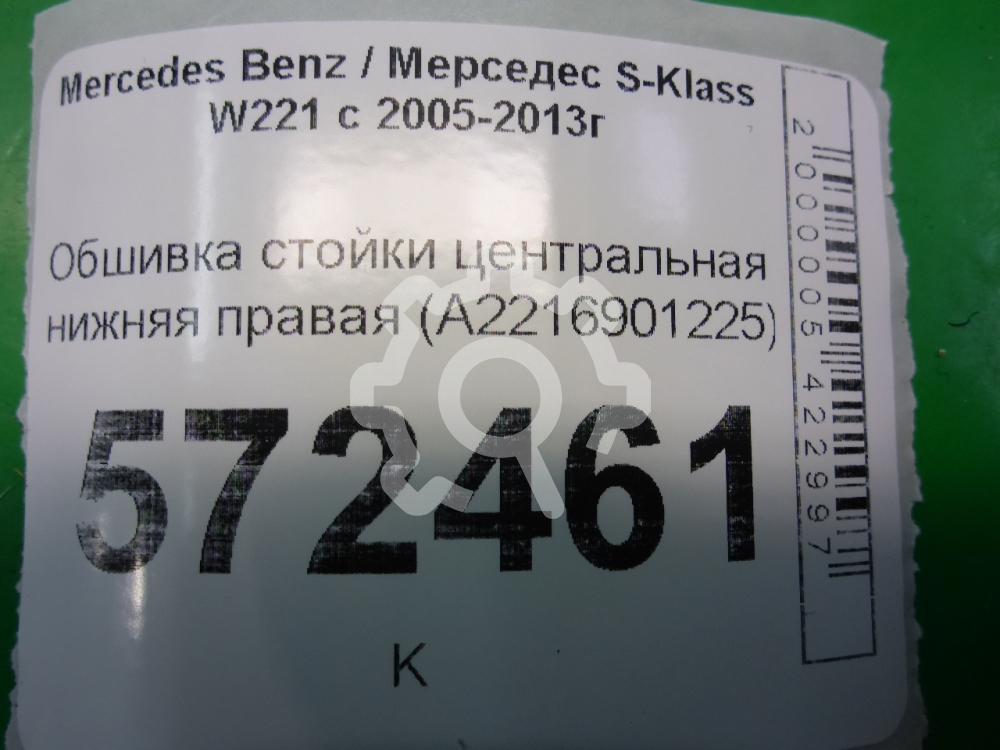 Mercedes Benz / Мерседес S-Klass
W221 с 2005-2013г
Обшивка стойки центральная
нижняя правая (A2216901225)
572461
К
2000005422997